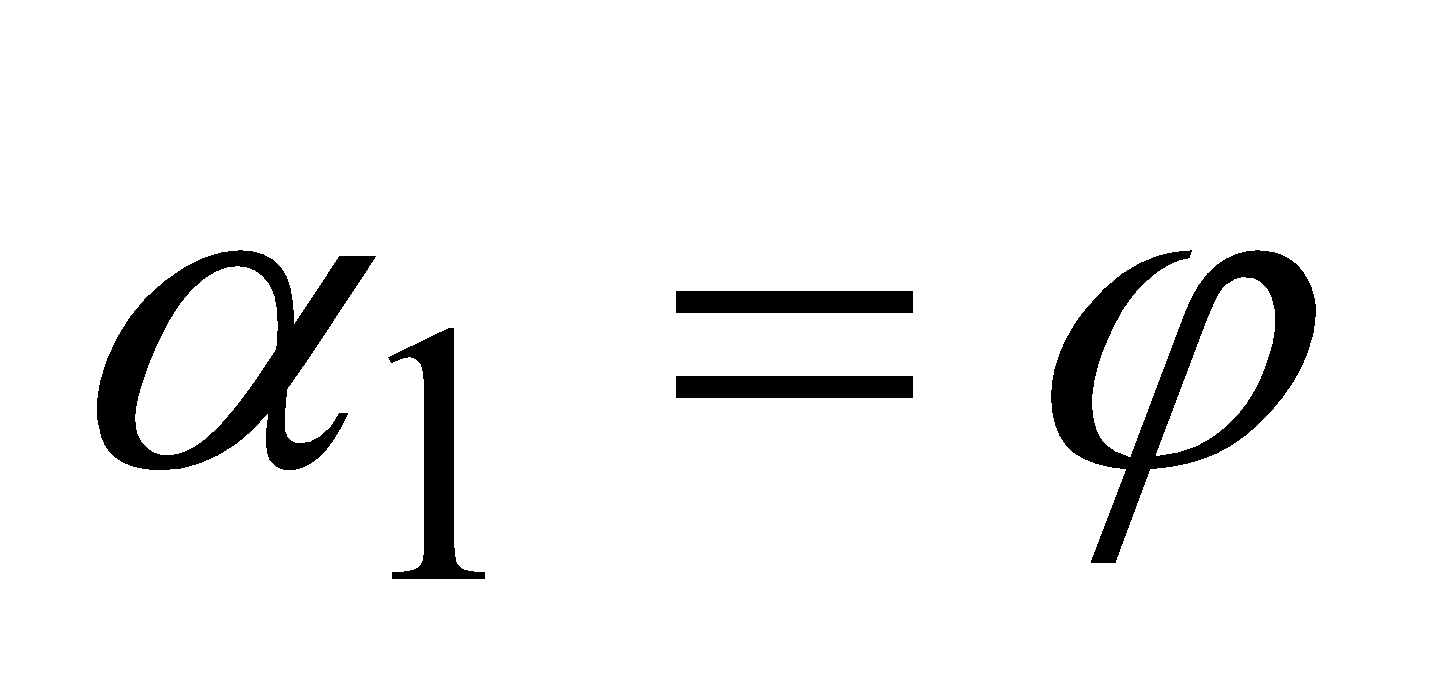 α₁ = φ